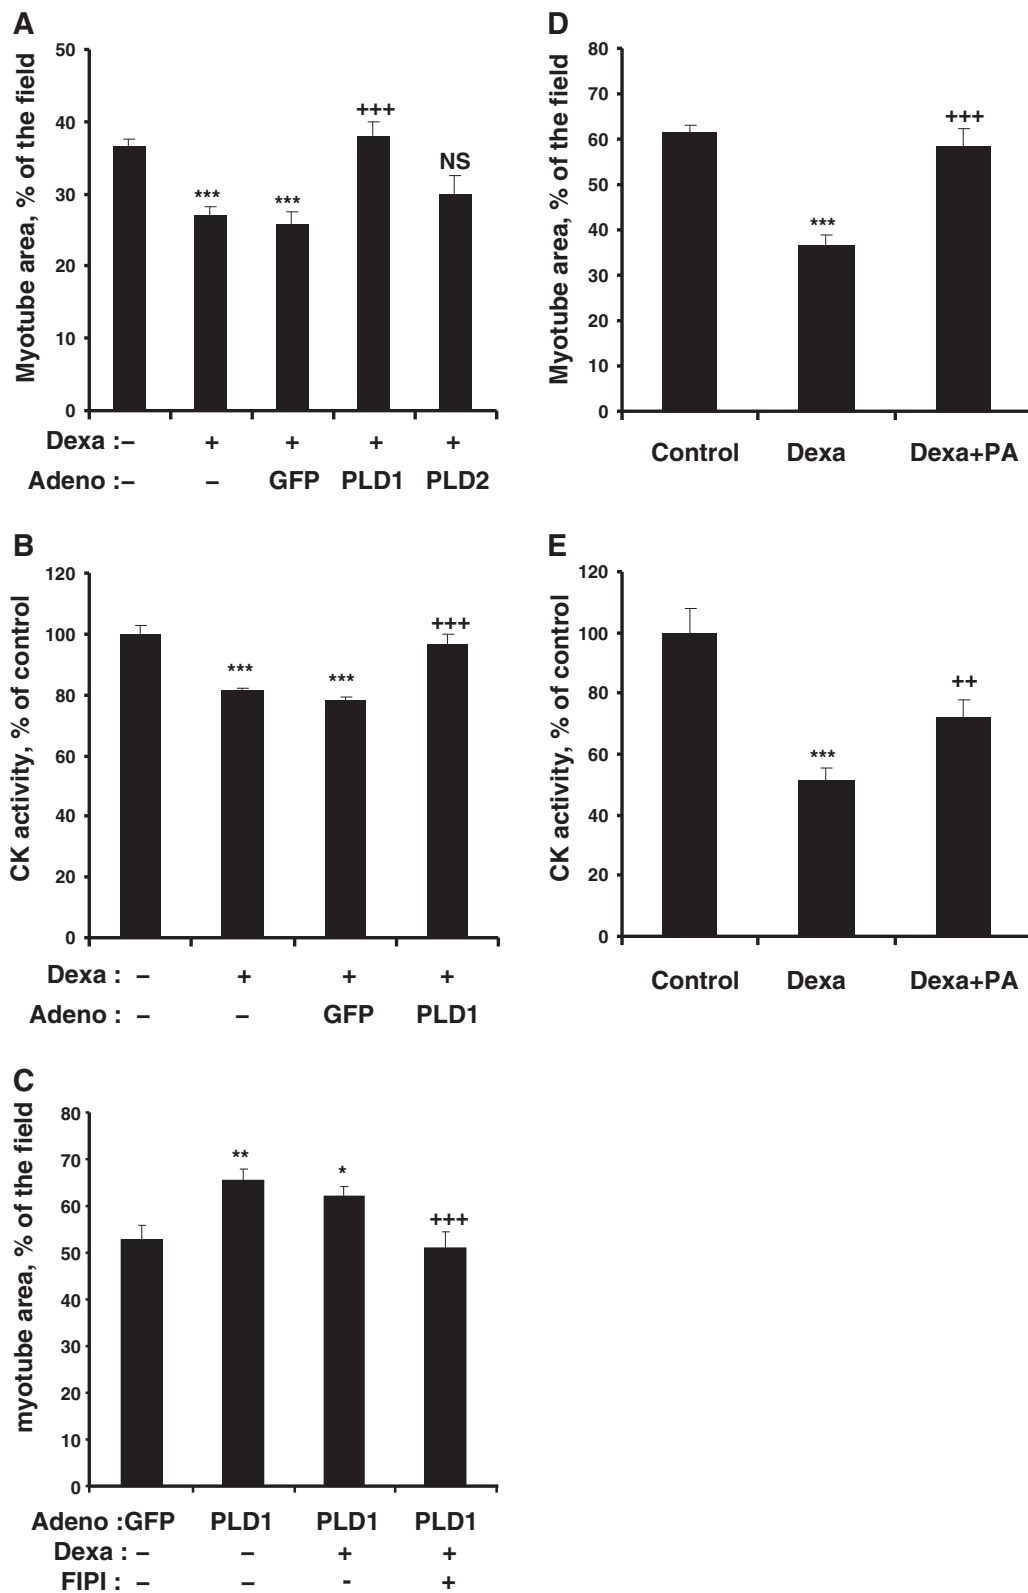 A
Myotube area, % of the field
50
40
30
20
10
0
***
***
+++
NS
Dexa :– + + + +
Adeno :– – GFP PLD1 PLD2
D
Myotube area, % of the field
80
70
60
50
40
30
20
10
0
***
+++
Control Dexa Dexa+PA
B
CK activity, % of control
120
100
80
60
40
20
0
***
***
+++
Dexa : – + + +
Adeno : – – GFP PLD1
E
CK activity, % of control
120
100
80
60
40
20
0
***
++
Control Dexa Dexa+PA
C
myotube area, % of the field
80
70
60
50
40
30
20
10
0
**
*
+++
Adeno :GFP PLD1 PLD1 PLD1
Dexa : – – + +
FIPI : – – - +